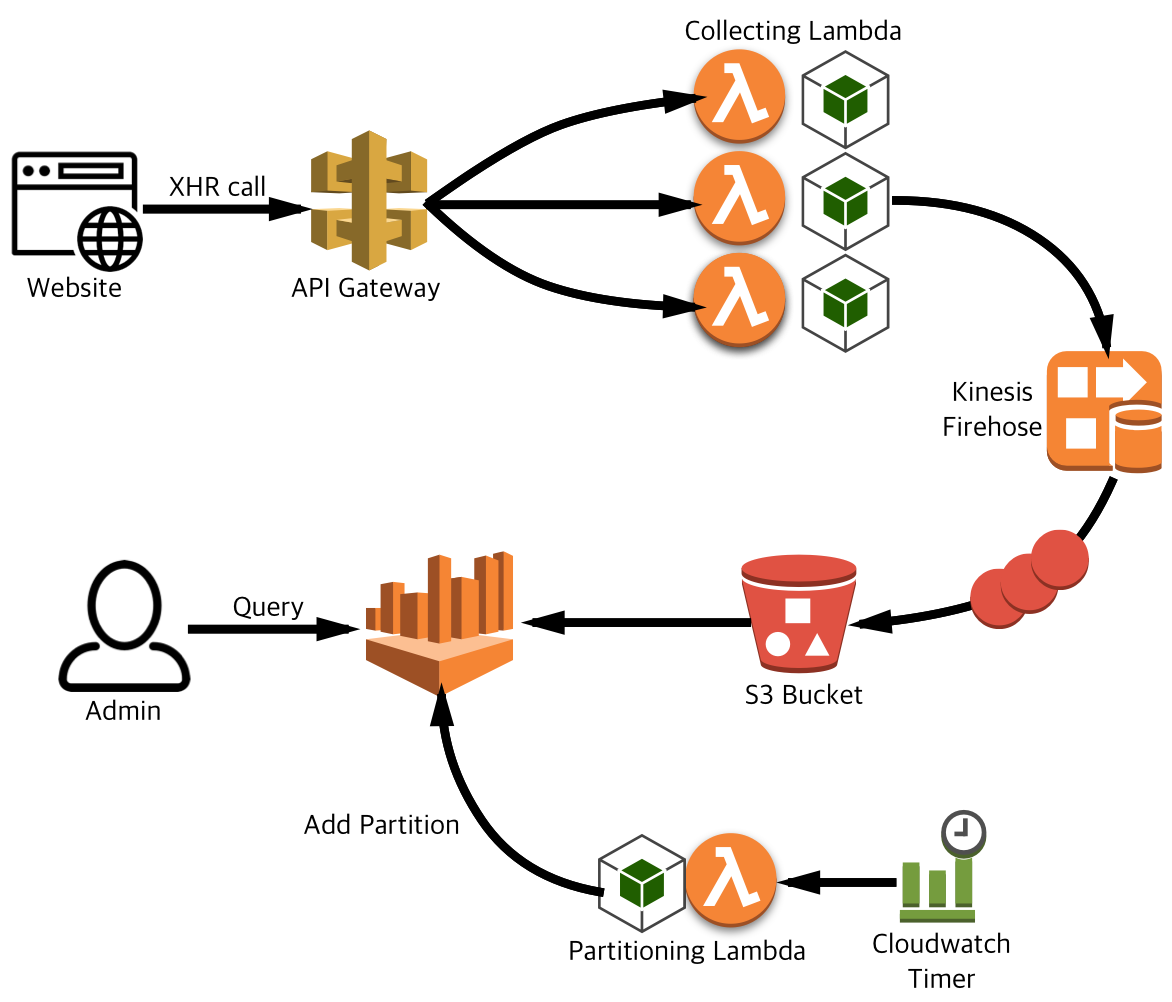 Collecting Lambda
XHR call
Website
API Gateway
Kinesis
Firehose
Query
Admin
S3 Bucket
Add Partition
Partitioning Lambda
Cloudwatch
Timer